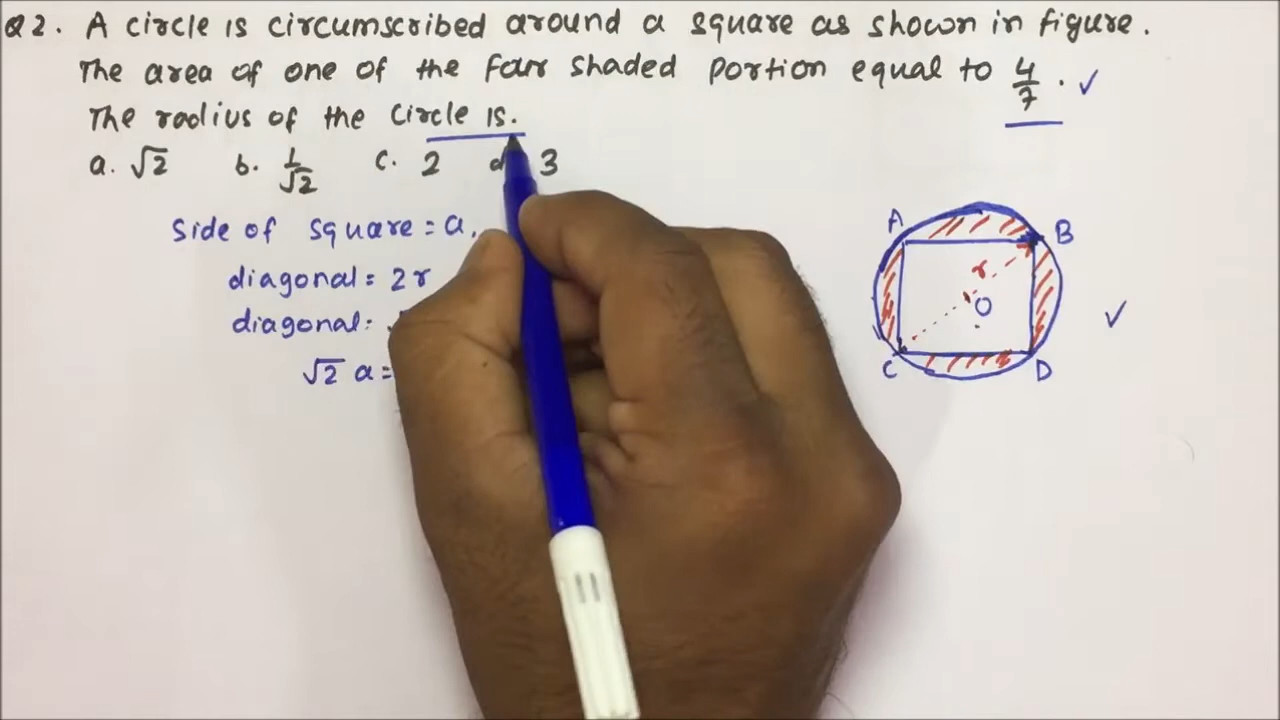 Q2. A circle is circumscribed around a square as shown in figure.
The area of one of the four shaded portion equal to 4/7. ✓
The radius of the circle is.
a. √2 b. 1/√2 c. 2 d 3
Side of square = a.
diagonal = 2r
diagonal =
√2 a =
A B
r
O
C D
✓